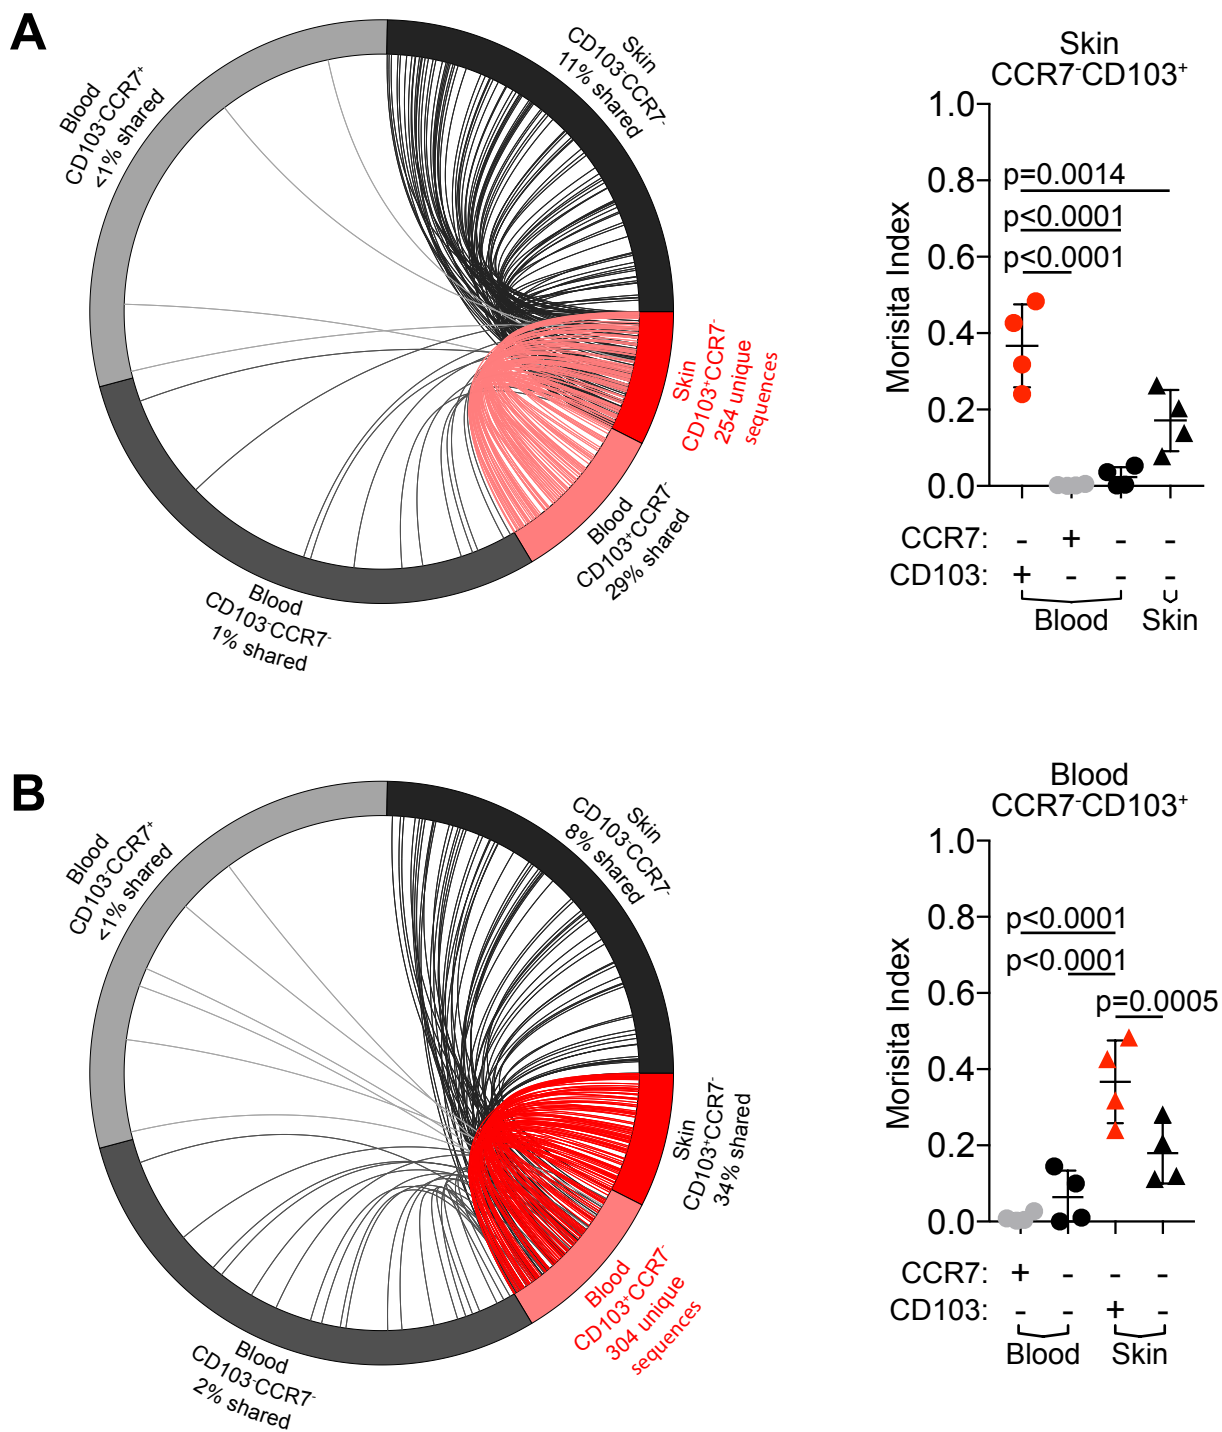 A
Blood
CD103⁻CCR7⁺
<1% shared
Skin
CD103⁻CCR7⁻
11% shared
Skin
CD103⁺CCR7⁻
254 unique
sequences
Blood
CD103⁺CCR7⁻
29% shared
Blood
CD103⁻CCR7⁻
1% shared
Skin
CCR7⁻CD103⁺
Morisita Index
1.0
0.8
0.6
0.4
0.2
0.0
p=0.0014
p<0.0001
p<0.0001
CCR7: - + - -
CD103: + - - -
Blood Skin
B
Blood
CD103⁻CCR7⁺
<1% shared
Skin
CD103⁻CCR7⁻
8% shared
Skin
CD103⁺CCR7⁻
34% shared
Blood
CD103⁺CCR7⁻
304 unique
sequences
Blood
CD103⁻CCR7⁻
2% shared
Blood
CCR7⁻CD103⁺
Morisita Index
1.0
0.8
0.6
0.4
0.2
0.0
p<0.0001
p<0.0001
p=0.0005
CCR7: + - - -
CD103: - - + -
Blood Skin